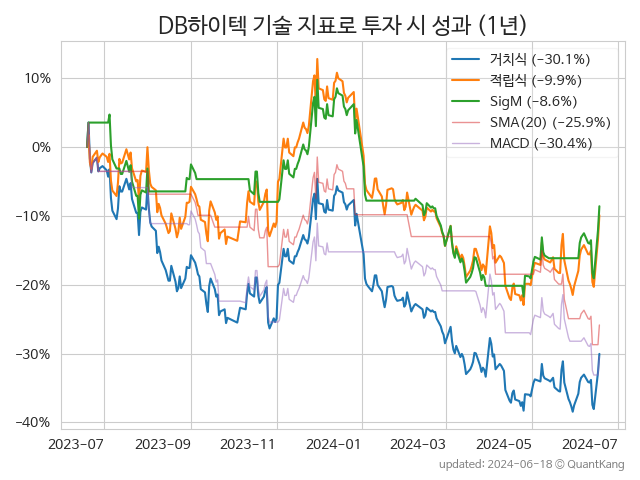 DB하이텍 기술 지표로 투자 시 성과 (1년)
거치식 (−30.1%)
적립식 (−9.9%)
SigM (−8.6%)
SMA(20) (−25.9%)
MACD (−30.4%)
10%
0%
−10%
−20%
−30%
−40%
2023-07 2023-09 2023-11 2024-01 2024-03 2024-05 2024-07
updated: 2024-06-18 © QuantKang